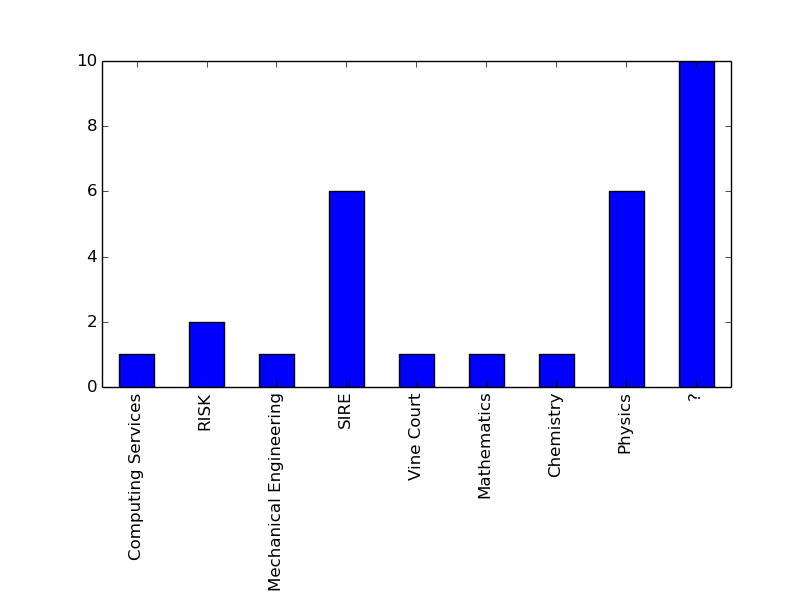 10
8
6
4
2
0
Computing Services
RISK
Mechanical Engineering
SIRE
Vine Court
Mathematics
Chemistry
Physics
?